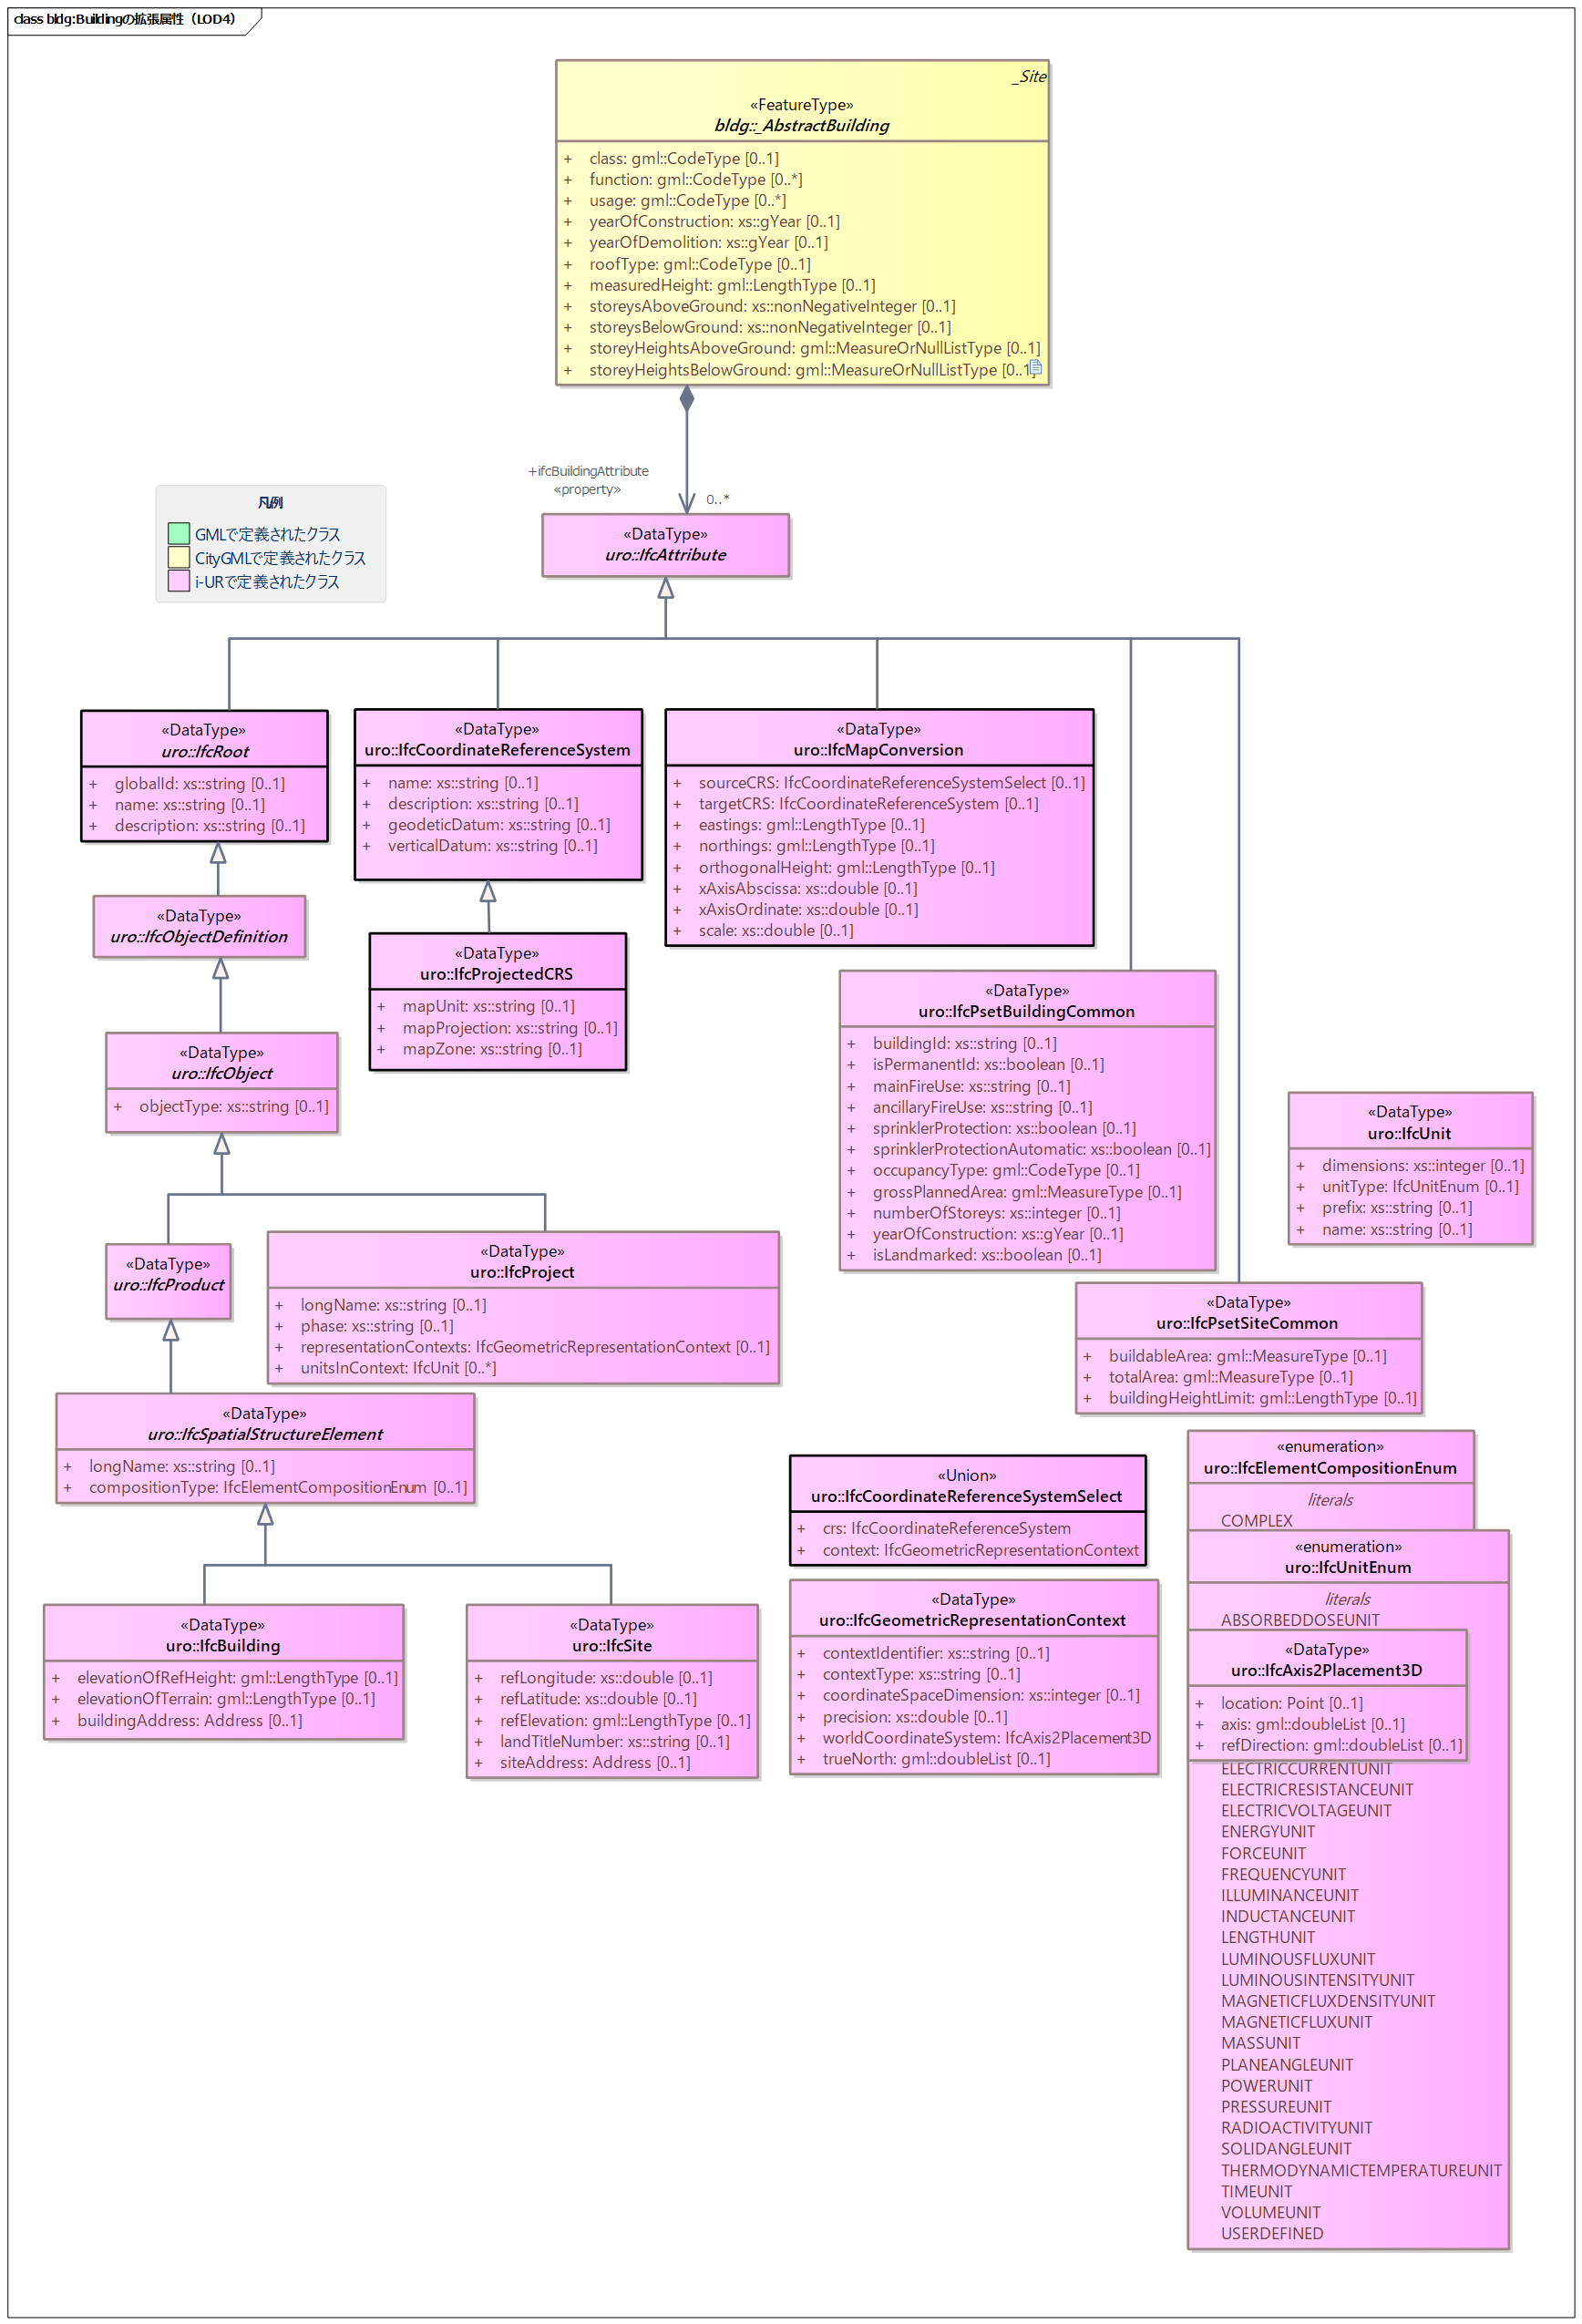 class bldg:Buildingの拡張属性（LOD4）
_Site
«FeatureType»
bldg::_AbstractBuilding
+ class: gml::CodeType [0..1]
+ function: gml::CodeType [0..*]
+ usage: gml::CodeType [0..*]
+ yearOfConstruction: xs::gYear [0..1]
+ yearOfDemolition: xs::gYear [0..1]
+ roofType: gml::CodeType [0..1]
+ measuredHeight: gml::LengthType [0..1]
+ storeysAboveGround: xs::nonNegativeInteger [0..1]
+ storeysBelowGround: xs::nonNegativeInteger [0..1]
+ storeyHeightsAboveGround: gml::MeasureOrNullListType [0..1]
+ storeyHeightsBelowGround: gml::MeasureOrNullListType [0..1]
+ifcBuildingAttribute
«property»
0..*
凡例
GMLで定義されたクラス
CityGMLで定義されたクラス
i-URで定義されたクラス
«DataType»
uro::IfcAttribute
«DataType»
uro::IfcRoot
+ globalId: xs::string [0..1]
+ name: xs::string [0..1]
+ description: xs::string [0..1]
«DataType»
uro::IfcCoordinateReferenceSystem
+ name: xs::string [0..1]
+ description: xs::string [0..1]
+ geodeticDatum: xs::string [0..1]
+ verticalDatum: xs::string [0..1]
«DataType»
uro::IfcMapConversion
+ sourceCRS: IfcCoordinateReferenceSystemSelect [0..1]
+ targetCRS: IfcCoordinateReferenceSystem [0..1]
+ eastings: gml::LengthType [0..1]
+ northings: gml::LengthType [0..1]
+ orthogonalHeight: gml::LengthType [0..1]
+ xAxisAbscissa: xs::double [0..1]
+ xAxisOrdinate: xs::double [0..1]
+ scale: xs::double [0..1]
«DataType»
uro::IfcObjectDefinition
«DataType»
uro::IfcProjectedCRS
+ mapUnit: xs::string [0..1]
+ mapProjection: xs::string [0..1]
+ mapZone: xs::string [0..1]
«DataType»
uro::IfcPsetBuildingCommon
+ buildingId: xs::string [0..1]
+ isPermanentId: xs::boolean [0..1]
+ mainFireUse: xs::string [0..1]
+ ancillaryFireUse: xs::string [0..1]
+ sprinklerProtection: xs::boolean [0..1]
+ sprinklerProtectionAutomatic: xs::boolean [0..1]
+ occupancyType: gml::CodeType [0..1]
+ grossPlannedArea: gml::MeasureType [0..1]
+ numberOfStoreys: xs::integer [0..1]
+ yearOfConstruction: xs::gYear [0..1]
+ isLandmarked: xs::boolean [0..1]
«DataType»
uro::IfcObject
+ objectType: xs::string [0..1]
«DataType»
uro::IfcUnit
+ dimensions: xs::integer [0..1]
+ unitType: IfcUnitEnum [0..1]
+ prefix: xs::string [0..1]
+ name: xs::string [0..1]
«DataType»
uro::IfcProduct
«DataType»
uro::IfcProject
+ longName: xs::string [0..1]
+ phase: xs::string [0..1]
+ representationContexts: IfcGeometricRepresentationContext [0..1]
+ unitsInContext: IfcUnit [0..*]
«DataType»
uro::IfcPsetSiteCommon
+ buildableArea: gml::MeasureType [0..1]
+ totalArea: gml::MeasureType [0..1]
+ buildingHeightLimit: gml::LengthType [0..1]
«DataType»
uro::IfcSpatialStructureElement
+ longName: xs::string [0..1]
+ compositionType: IfcElementCompositionEnum [0..1]
«Union»
uro::IfcCoordinateReferenceSystemSelect
+ crs: IfcCoordinateReferenceSystem
+ context: IfcGeometricRepresentationContext
«enumeration»
uro::IfcElementCompositionEnum
literals
COMPLEX
«enumeration»
uro::IfcUnitEnum
literals
ABSORBEDDOSEUNIT
«DataType»
uro::IfcBuilding
+ elevationOfRefHeight: gml::LengthType [0..1]
+ elevationOfTerrain: gml::LengthType [0..1]
+ buildingAddress: Address [0..1]
«DataType»
uro::IfcSite
+ refLongitude: xs::double [0..1]
+ refLatitude: xs::double [0..1]
+ refElevation: gml::LengthType [0..1]
+ landTitleNumber: xs::string [0..1]
+ siteAddress: Address [0..1]
«DataType»
uro::IfcGeometricRepresentationContext
+ contextIdentifier: xs::string [0..1]
+ contextType: xs::string [0..1]
+ coordinateSpaceDimension: xs::integer [0..1]
+ precision: xs::double [0..1]
+ worldCoordinateSystem: IfcAxis2Placement3D
+ trueNorth: gml::doubleList [0..1]
«DataType»
uro::IfcAxis2Placement3D
+ location: Point [0..1]
+ axis: gml::doubleList [0..1]
+ refDirection: gml::doubleList [0..1]
ELECTRICCURRENTUNIT
ELECTRICRESISTANCEUNIT
ELECTRICVOLTAGEUNIT
ENERGYUNIT
FORCEUNIT
FREQUENCYUNIT
ILLUMINANCEUNIT
INDUCTANCEUNIT
LENGTHUNIT
LUMINOUSFLUXUNIT
LUMINOUSINTENSITYUNIT
MAGNETICFLUXDENSITYUNIT
MAGNETICFLUXUNIT
MASSUNIT
PLANEANGLEUNIT
POWERUNIT
PRESSUREUNIT
RADIOACTIVITYUNIT
SOLIDANGLEUNIT
THERMODYNAMICTEMPERATUREUNIT
TIMEUNIT
VOLUMEUNIT
USERDEFINED